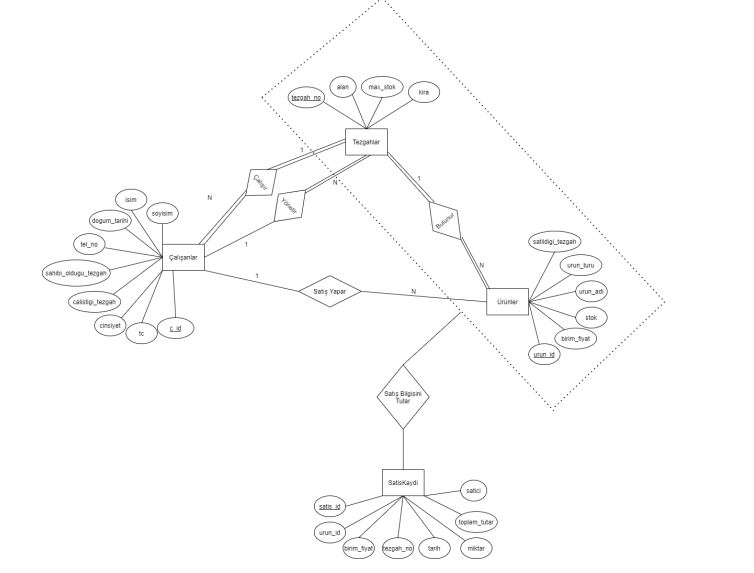 alan
max_stok
tezgah_no
kira
Tezgahlar
1
Çalışır
N
Yönetir
N
1
isim
soyisim
dogum_tarihi
Bulunur
tel_no
satildigi_tezgah
1
Çalışanlar
sahibi_oldugu_tezgah
urun_turu
N
1
Satış Yapar
N
urun_adi
calistigi_tezgah
Ürünler
stok
cinsiyet
tc
c_id
birim_fiyat
urun_id
Satış Bilgisini
Tutar
SatisKaydi
satici
satis_id
toplam_tutar
urun_id
birim_fiyat
tezgah_no
tarih
miktar